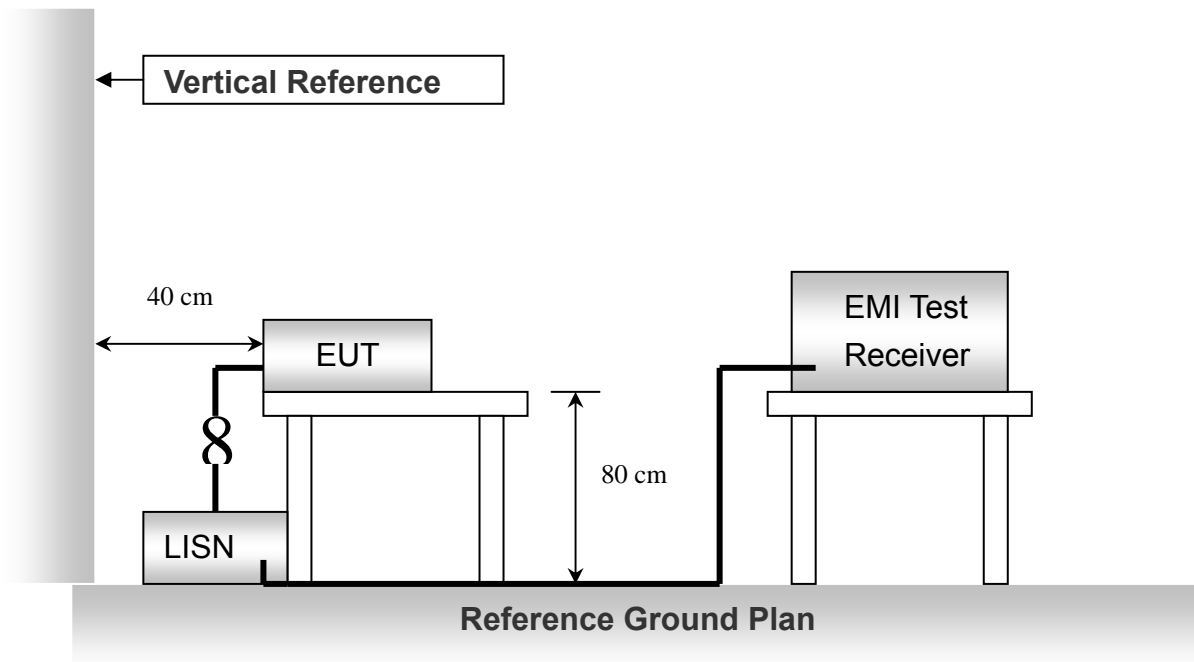 Vertical Reference
40 cm
EUT
EMI Test
Receiver
80 cm
LISN
Reference Ground Plan